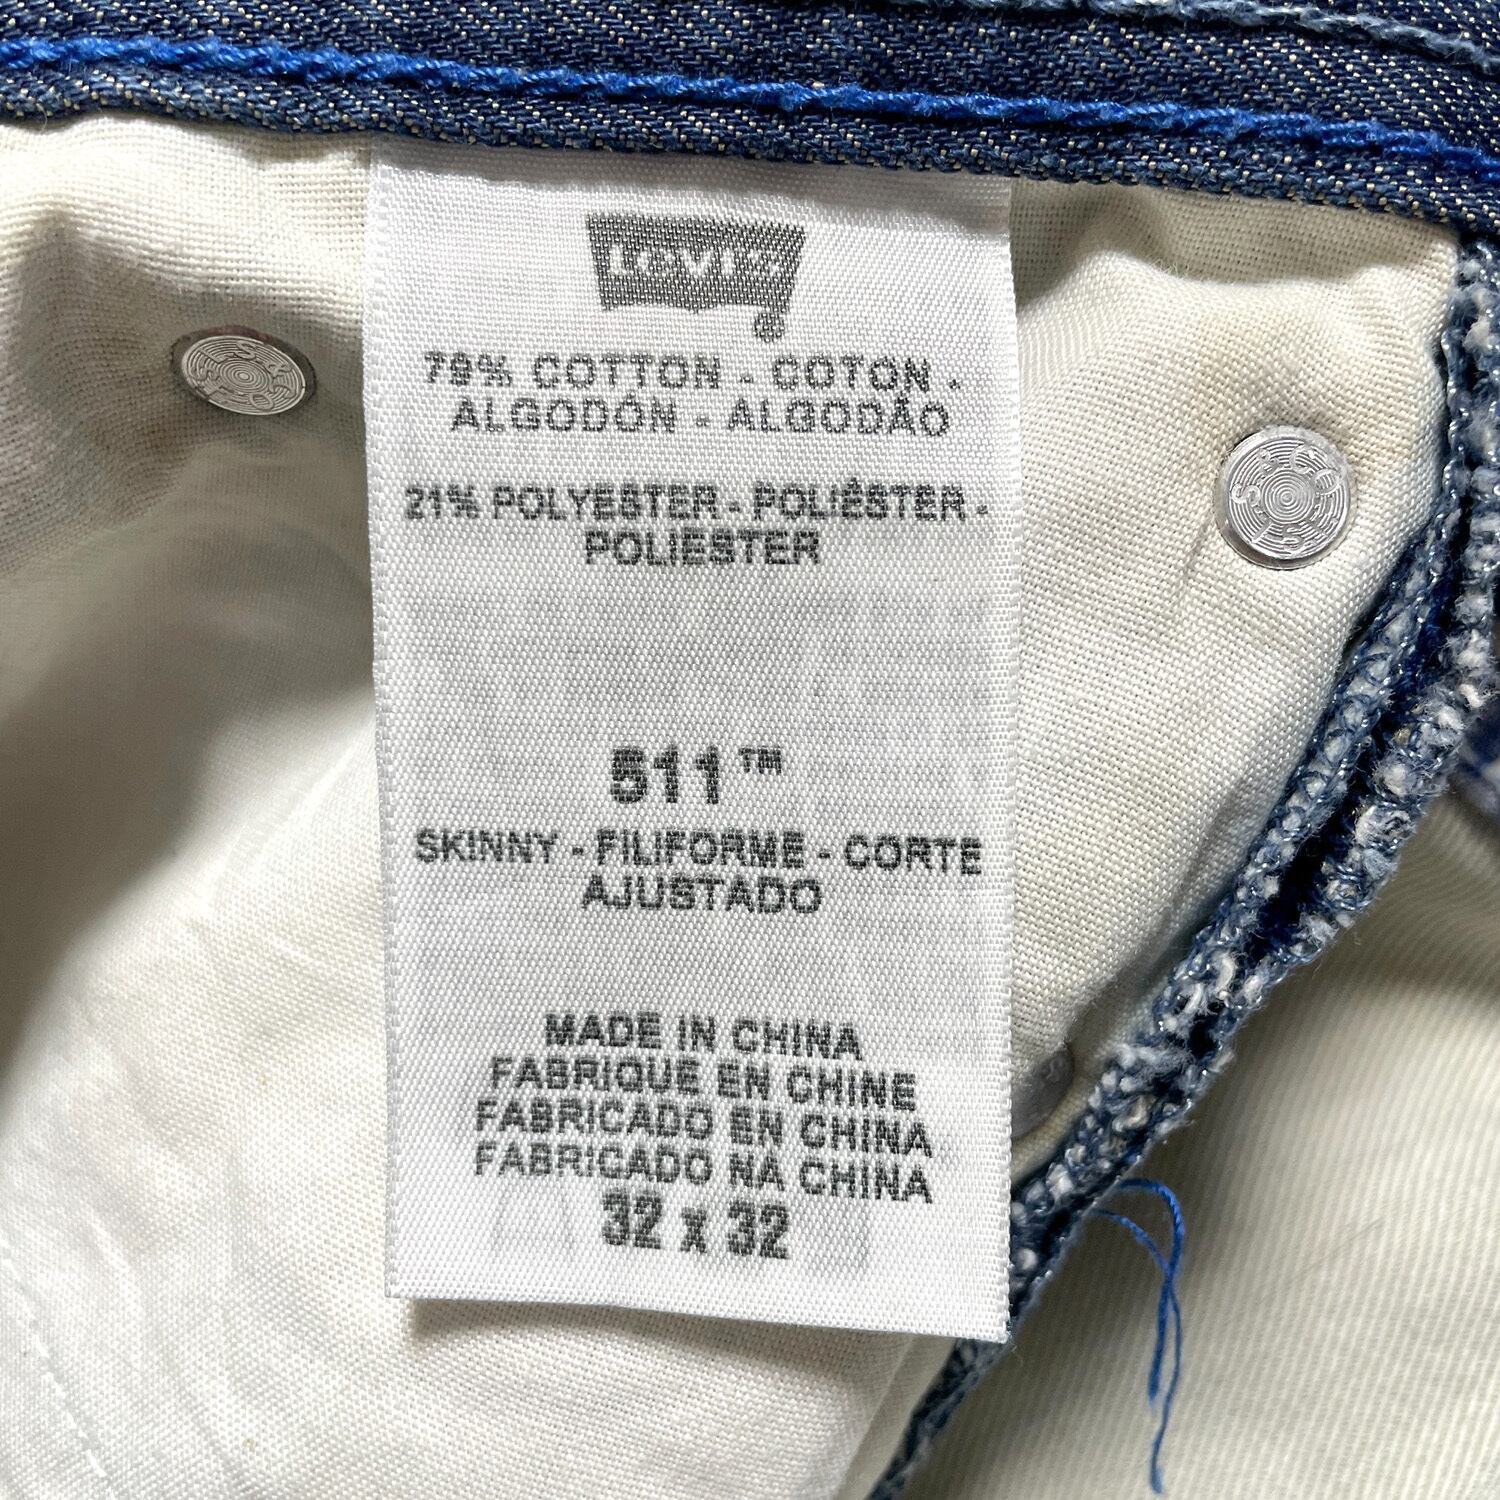 Levi's
79% COTTON - COTON -
ALGODÓN - ALGODÃO
21% POLYESTER - POLIÉSTER -
POLIESTER
511™
SKINNY - FILIFORME - CORTE
AJUSTADO
MADE IN CHINA
FABRIQUÉ EN CHINE
FABRICADO EN CHINA
FABRICADO NA CHINA
32 x 32